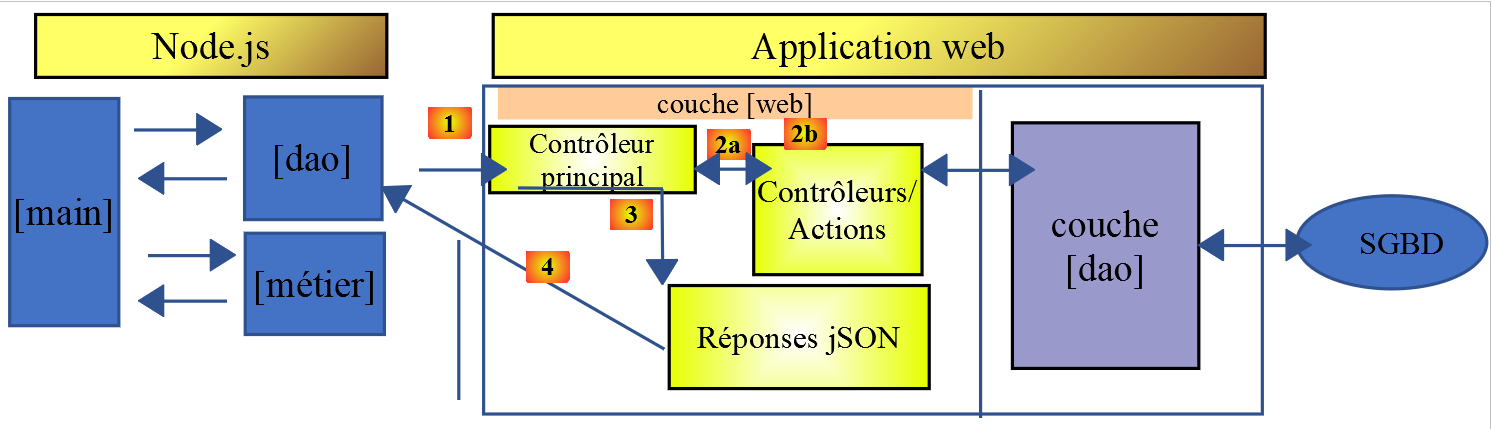 Node.js
Application web
couche [web]
[main]
[dao]
[métier]
1
Contrôleur
principal
2a
2b
Contrôleurs/
Actions
3
4
Réponses jSON
couche
[dao]
SGBD